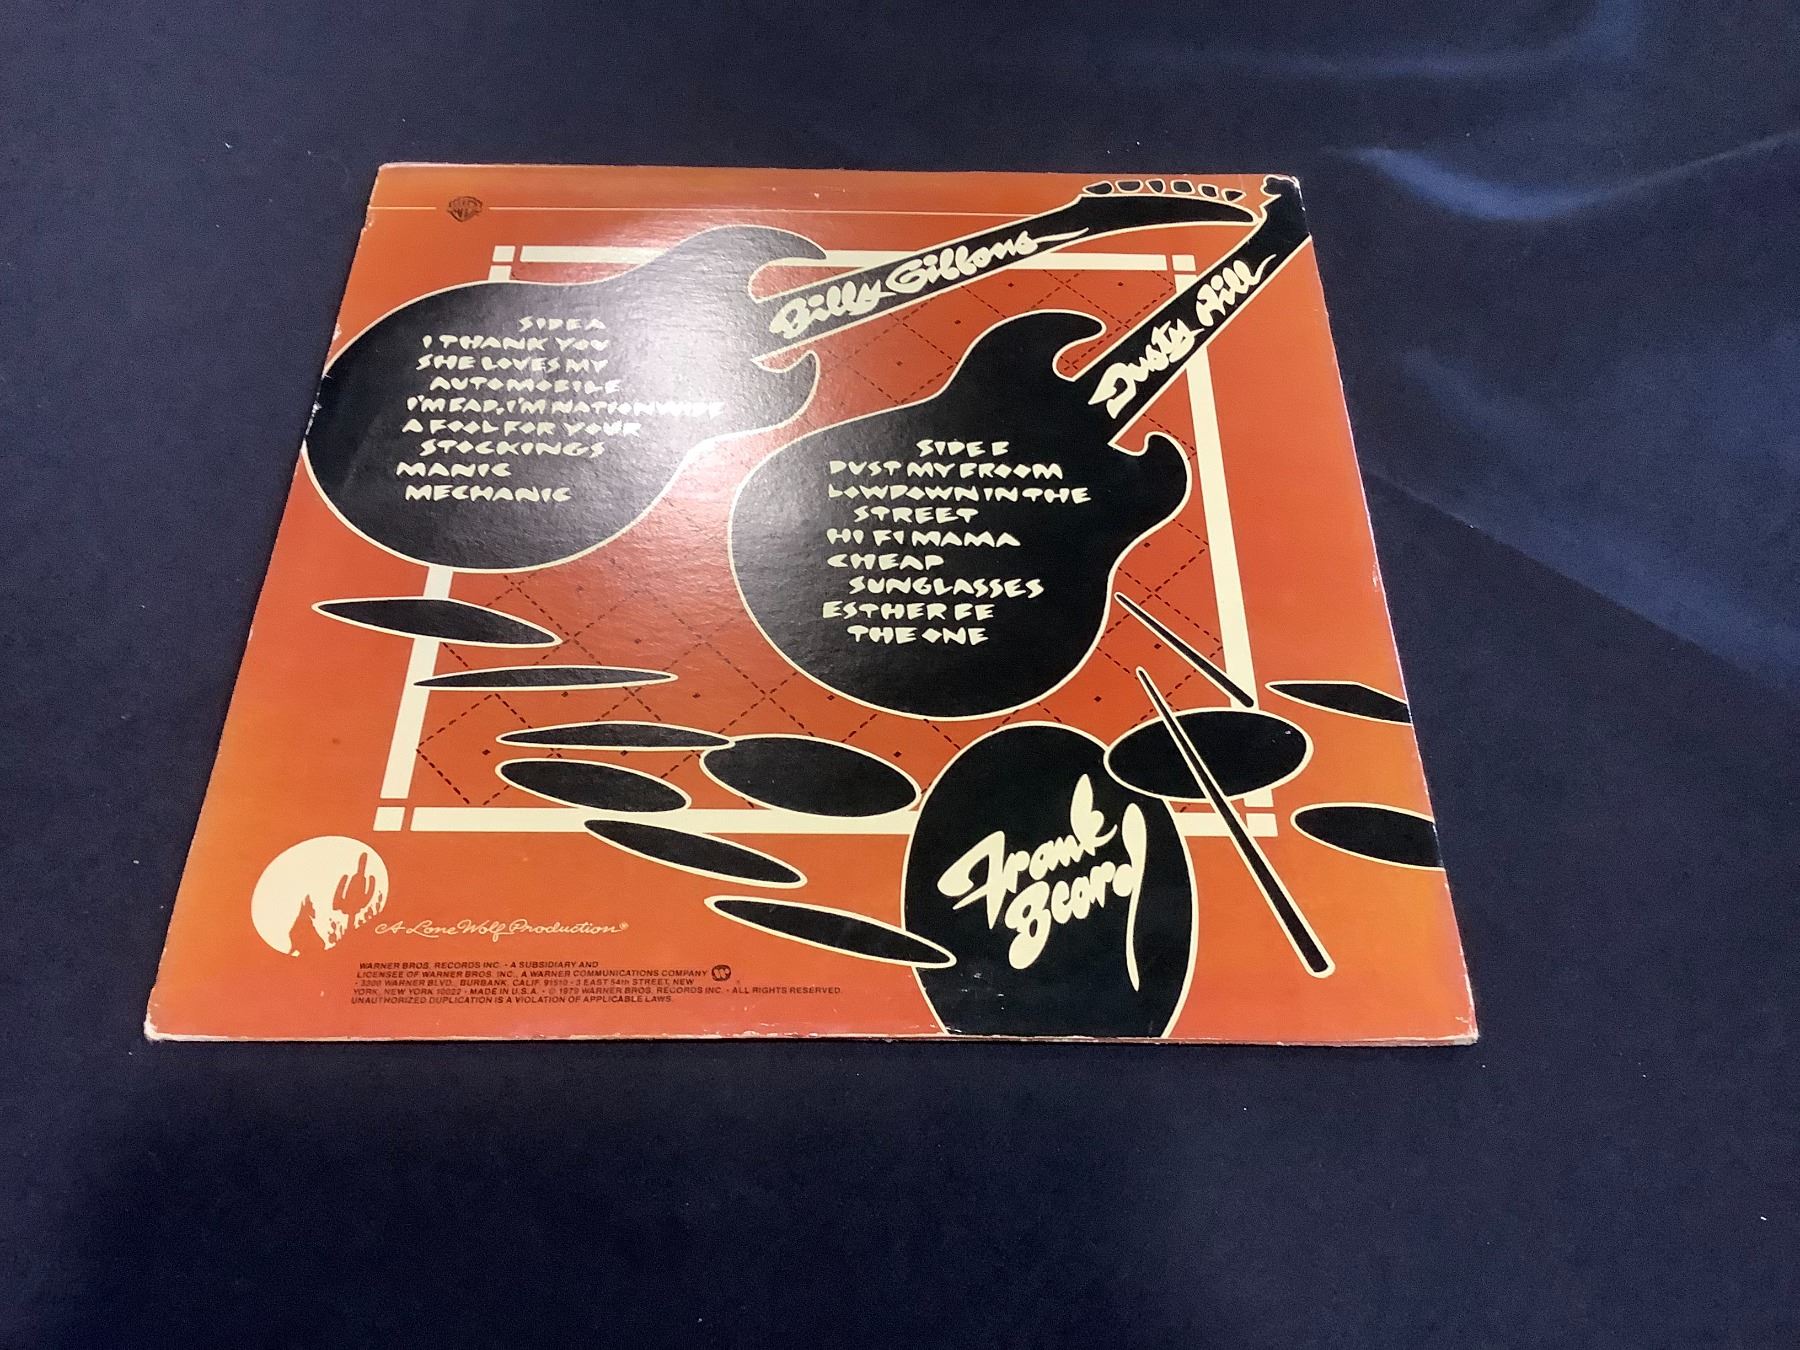 Billy Gibbons
Dusty Hill
SIDE A
I THANK YOU
SHE LOVES MY
AUTOMOBILE
I'M BAD, I'M NATIONWIDE
A FOOL FOR YOUR
STOCKINGS
MANIC
MECHANIC
SIDE B
DUST MY BROOM
LOWDOWN IN THE
STREET
HI FI MAMA
CHEAP
SUNGLASSES
ESTHER BE
THE ONE
Frank
Beard
A Lone Wolf Production®
WARNER BROS. RECORDS INC. • A SUBSIDIARY AND
LICENSEE OF WARNER BROS. INC., A WARNER COMMUNICATIONS COMPANY
• 3300 WARNER BLVD., BURBANK, CALIF. 91510 • 3 EAST 54th STREET, NEW
YORK, NEW YORK 10022 • MADE IN U.S.A. • © 1979 WARNER BROS. RECORDS INC. • ALL RIGHTS RESERVED.
UNAUTHORIZED DUPLICATION IS A VIOLATION OF APPLICABLE LAWS.